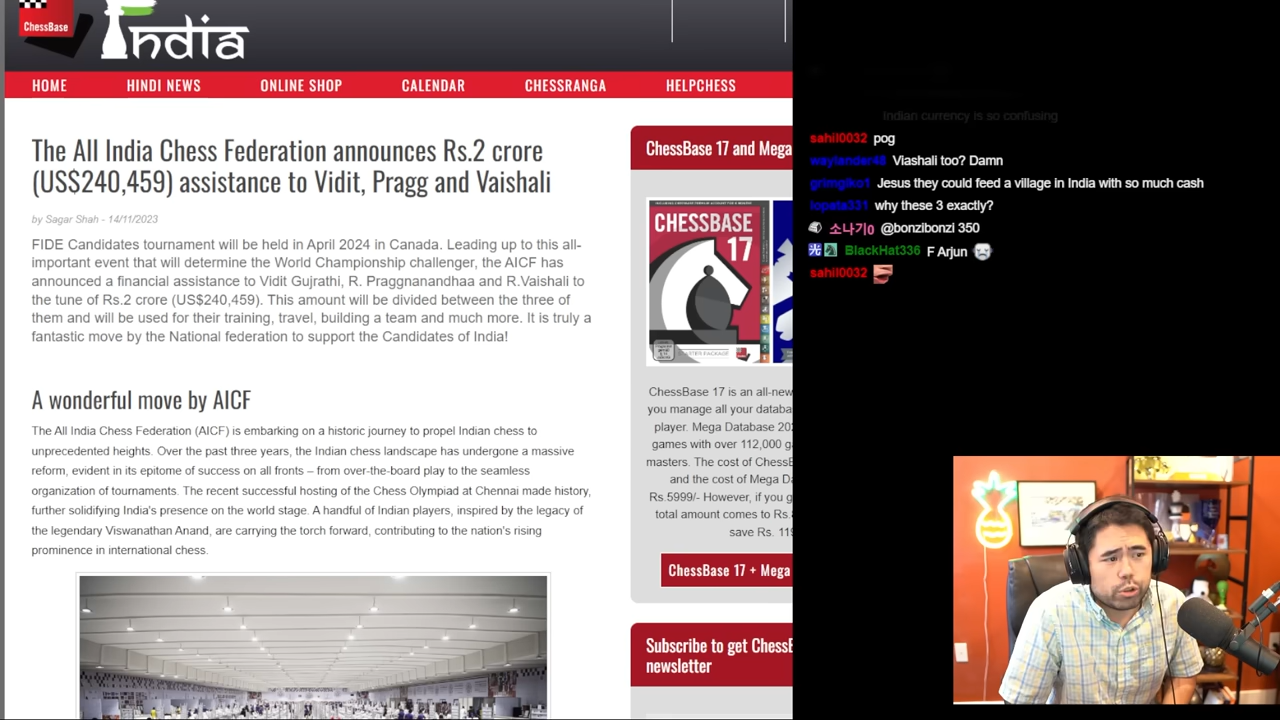 ChessBase
India
HOME HINDI NEWS ONLINE SHOP CALENDAR CHESSRANGA HELPCHESS
The All India Chess Federation announces Rs.2 crore
(US$240,459) assistance to Vidit, Pragg and Vaishali
by Sagar Shah - 14/11/2023
FIDE Candidates tournament will be held in April 2024 in Canada. Leading up to this all-
important event that will determine the World Championship challenger, the AICF has
announced a financial assistance to Vidit Gujrathi, R. Praggnanandhaa and R.Vaishali to
the tune of Rs.2 crore (US$240,459). This amount will be divided between the three of
them and will be used for their training, travel, building a team and much more. It is truly a
fantastic move by the National federation to support the Candidates of India!
A wonderful move by AICF
The All India Chess Federation (AICF) is embarking on a historic journey to propel Indian chess to
unprecedented heights. Over the past three years, the Indian chess landscape has undergone a massive
reform, evident in its epitome of success on all fronts – from over-the-board play to the seamless
organization of tournaments. The recent successful hosting of the Chess Olympiad at Chennai made history,
further solidifying India's presence on the world stage. A handful of Indian players, inspired by the legacy of
the legendary Viswanathan Anand, are carrying the torch forward, contributing to the nation's rising
prominence in international chess.
ChessBase 17 and Mega
CHESSBASE
17
STARTER PACKAGE
ChessBase 17 is an all-new
you manage all your databa
player. Mega Database 202
games with over 112,000 g
masters. The cost of ChessB
and the cost of Mega Da
Rs.5999/- However, if you g
total amount comes to Rs.
save Rs. 119
ChessBase 17 + Mega
Subscribe to get ChessB
newsletter
Indian currency is so confusing
sahil0032 pog
waylander48 Viashali too? Damn
grimgiko1 Jesus they could feed a village in India with so much cash
lopata331 why these 3 exactly?
소나기0 @bonzibonzi 350
光 BlackHat336 F Arjun
sahil0032